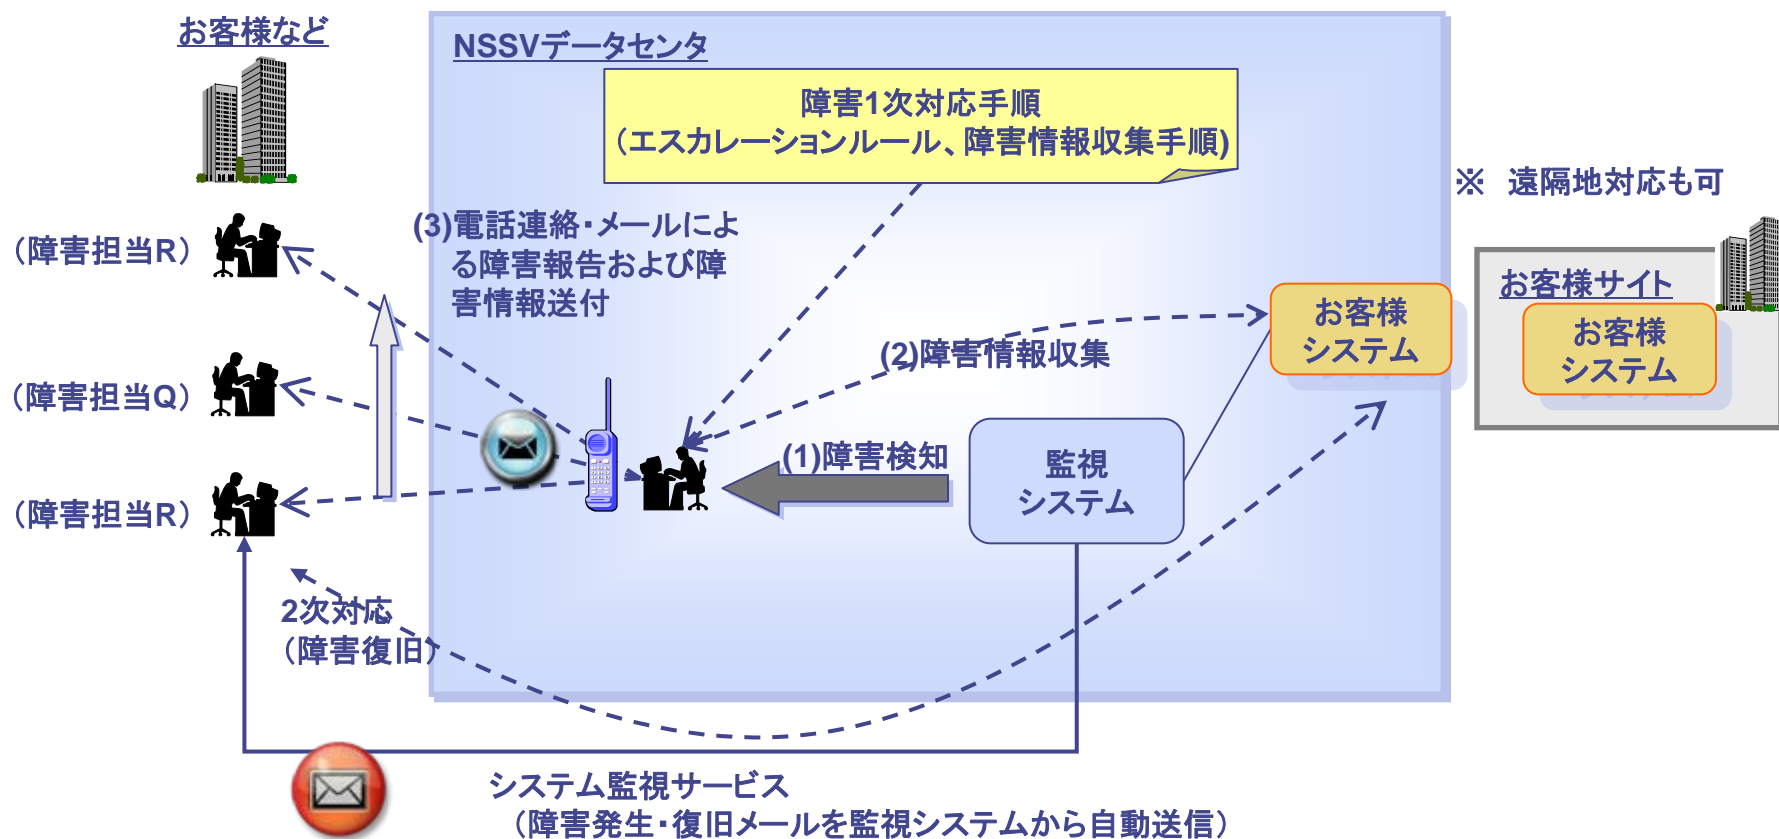 お客様など
NSSVデータセンタ
障害1次対応手順
（エスカレーションルール、障害情報収集手順)
※　遠隔地対応も可
(3)電話連絡・メールによ
る障害報告および障
害情報送付
（障害担当R）
お客様サイト
お客様
システム
お客様
システム
(2)障害情報収集
（障害担当Q）
(1)障害検知
監視
システム
（障害担当R）
2次対応
（障害復旧）
システム監視サービス
（障害発生・復旧メールを監視システムから自動送信）